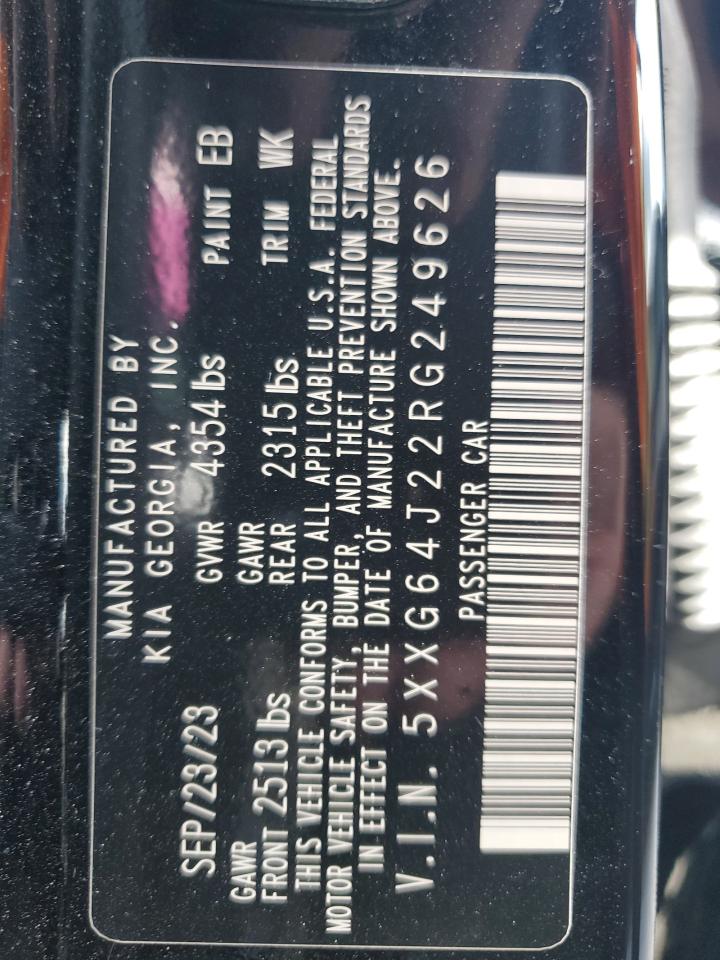 MANUFACTURED BY
KIA GEORGIA, INC.
SEP/23/23 GVWR 4354 lbs PAINT EB
GAWR GAWR
FRONT 2513 lbs REAR 2315 lbs TRIM WK
THIS VEHICLE CONFORMS TO ALL APPLICABLE U.S.A. FEDERAL
MOTOR VEHICLE SAFETY, BUMPER, AND THEFT PREVENTION STANDARDS
IN EFFECT ON THE DATE OF MANUFACTURE SHOWN ABOVE.
V.I.N. 5XXG64J22RG249626
PASSENGER CAR